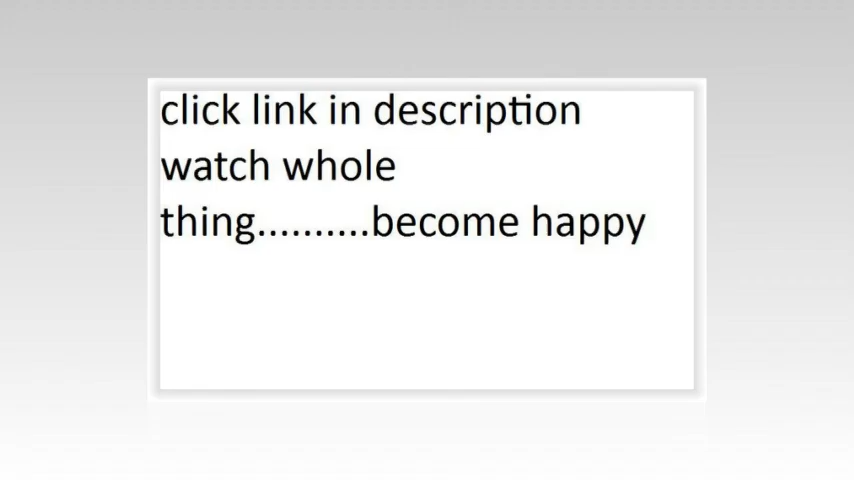 click link in description
watch whole
thing..........become happy